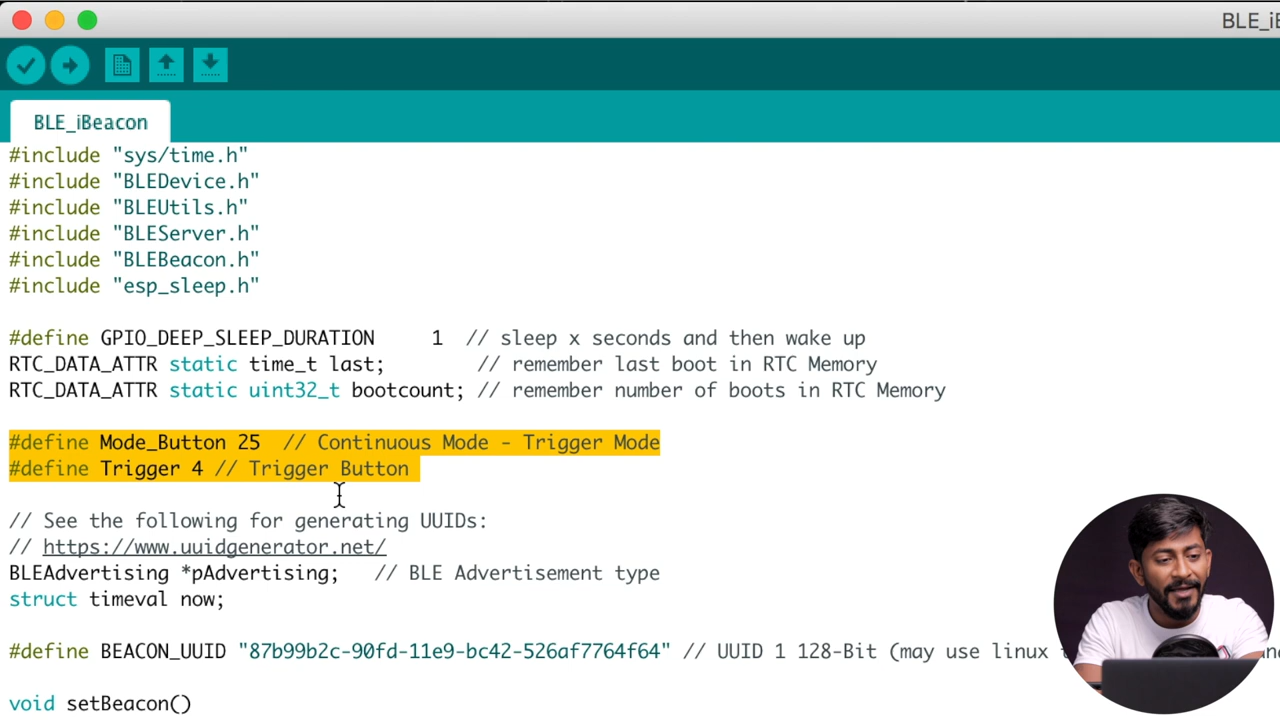 BLE_iB
BLE_iBeacon
#include "sys/time.h"
#include "BLEDevice.h"
#include "BLEUtils.h"
#include "BLEServer.h"
#include "BLEBeacon.h"
#include "esp_sleep.h"
#define GPIO_DEEP_SLEEP_DURATION     1  // sleep x seconds and then wake up
RTC_DATA_ATTR static time_t last;        // remember last boot in RTC Memory
RTC_DATA_ATTR static uint32_t bootcount; // remember number of boots in RTC Memory
#define Mode_Button 25  // Continuous Mode - Trigger Mode
#define Trigger 4 // Trigger Button
// See the following for generating UUIDs:
// https://www.uuidgenerator.net/
BLEAdvertising *pAdvertising;   // BLE Advertisement type
struct timeval now;
#define BEACON_UUID "87b99b2c-90fd-11e9-bc42-526af7764f64" // UUID 1 128-Bit (may use linux
void setBeacon()